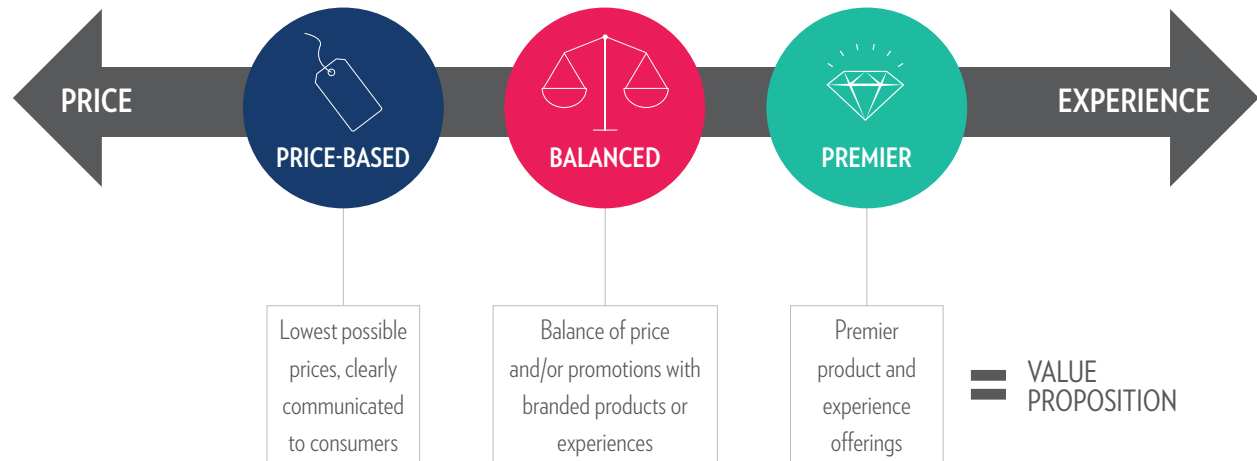 PRICE
PRICE-BASED
BALANCED
PREMIER
EXPERIENCE
Lowest possible
prices, clearly
communicated
to consumers
Balance of price
and/or promotions with
branded products or
experiences
Premier
product and
experience
offerings
=
VALUE
PROPOSITION